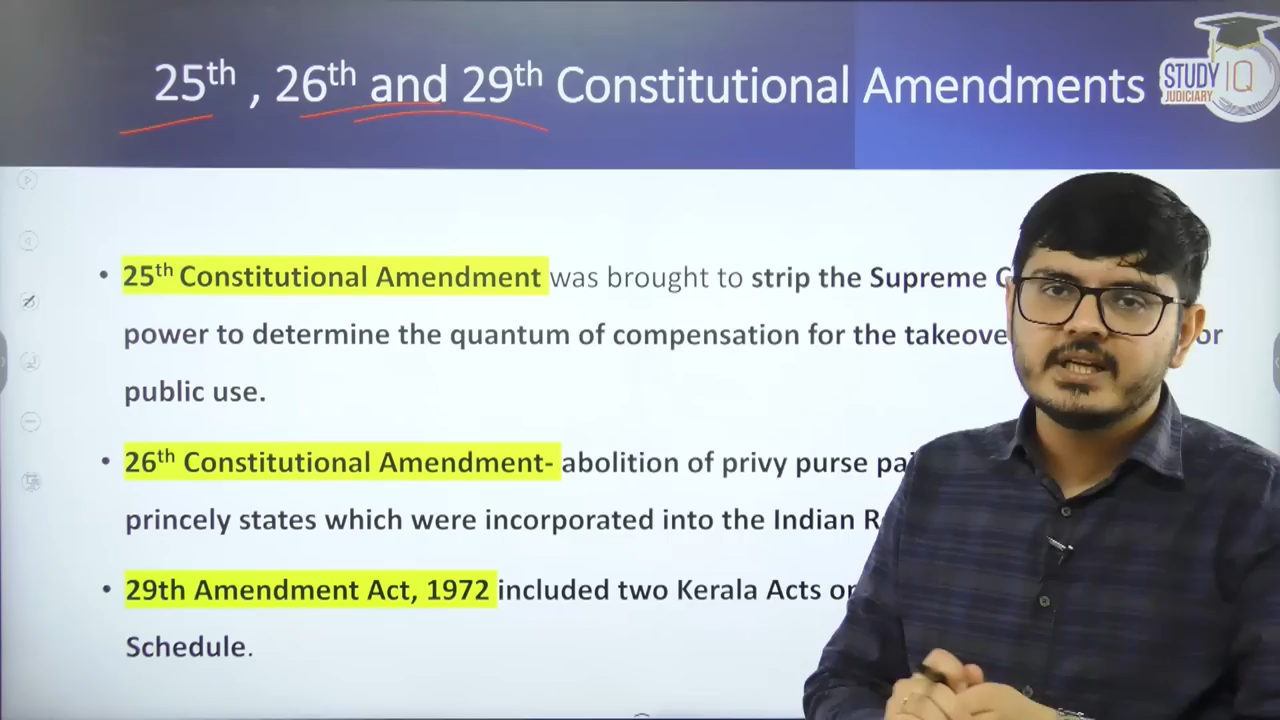 25th , 26th and 29th Constitutional Amendments
STUDY IQ
JUDICIARY
• 25th Constitutional Amendment was brought to strip the Supreme
power to determine the quantum of compensation for the
public use.
• 26th Constitutional Amendment- abolition of privy purse
princely states which were incorporated into the Indian
• 29th Amendment Act, 1972 included two Kerala Acts
Schedule.